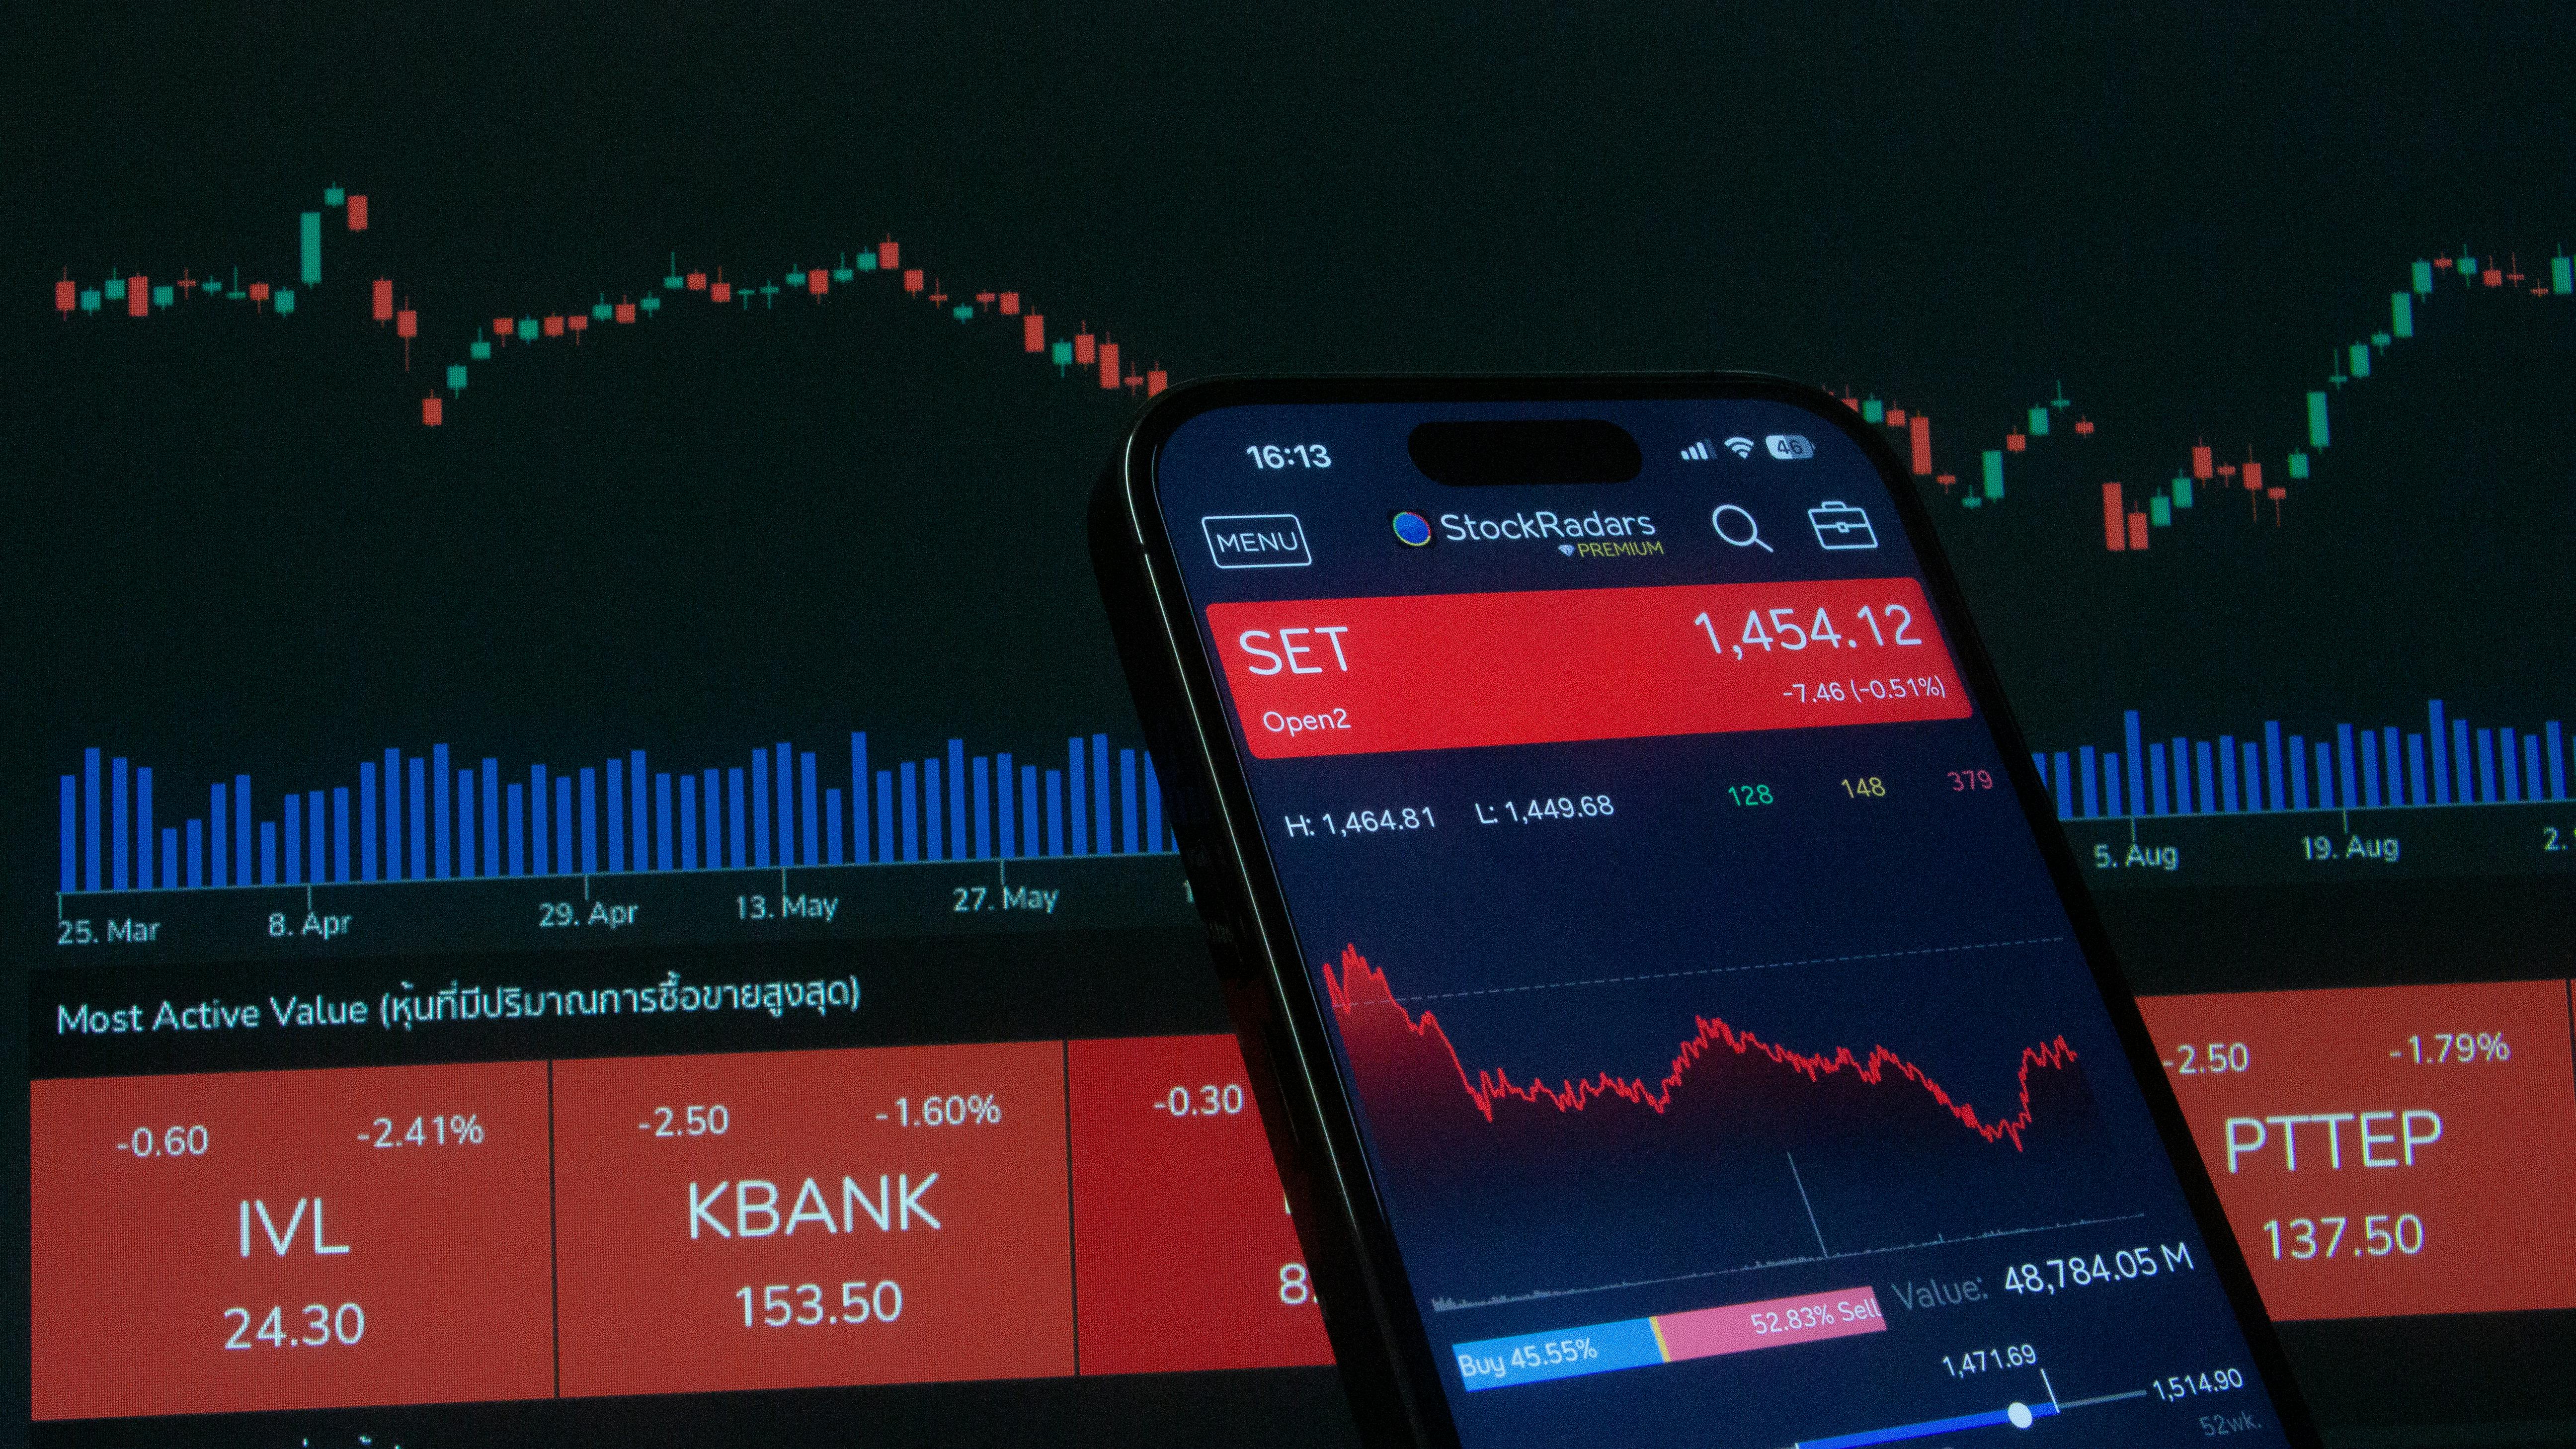 16:13
46
MENU
StockRadars
PREMIUM
SET
1,454.12
Open2
-7.46 (-0.51%)
H: 1,464.81 L: 1,449.68 128 148 379
Value: 48,784.05 M
Buy 45.55% 52.83% Sell
1,471.69
1,514.90
52wk.
25. Mar 8. Apr 29. Apr 13. May 27. May 5. Aug 19. Aug
Most Active Value (หุ้นที่มีปริมาณการซื้อขายสูงสุด)
-0.60 -2.41%
IVL
24.30
-2.50 -1.60%
KBANK
153.50
-0.30
-2.50 -1.79%
PTTEP
137.50